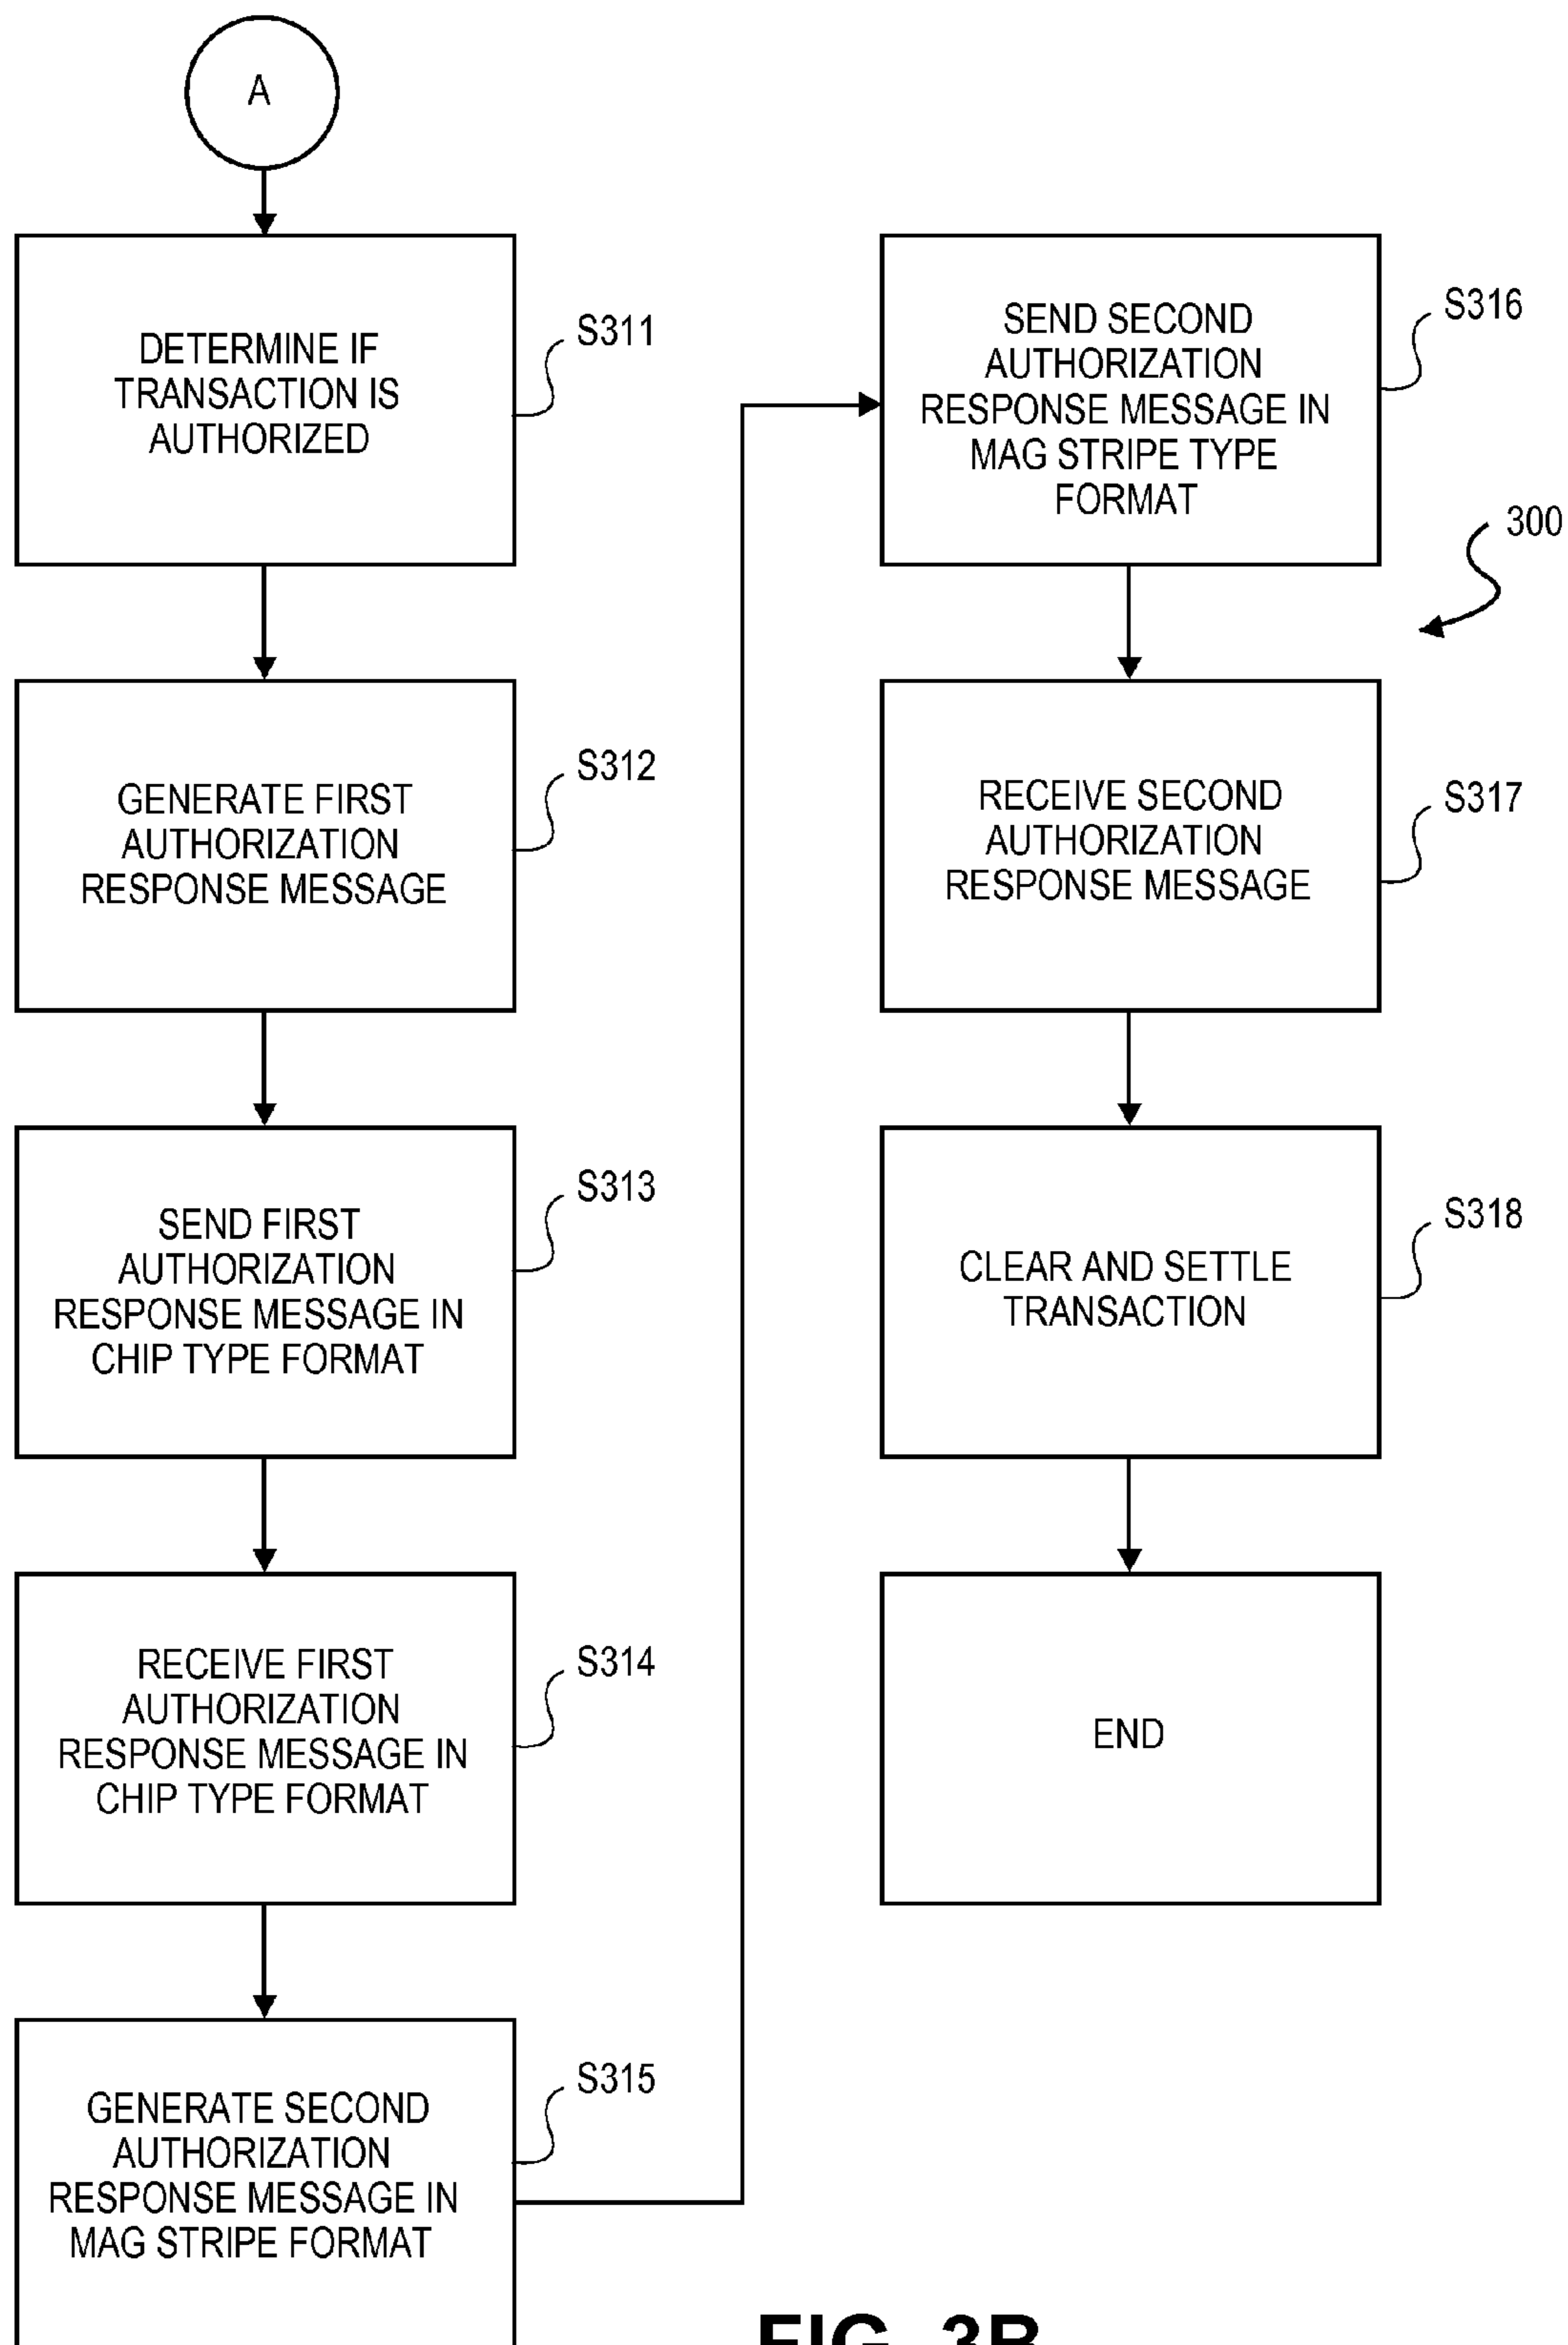 A
DETERMINE IF
TRANSACTION IS
AUTHORIZED
S311
GENERATE FIRST
AUTHORIZATION
RESPONSE MESSAGE
S312
SEND FIRST
AUTHORIZATION
RESPONSE MESSAGE IN
CHIP TYPE FORMAT
S313
RECEIVE FIRST
AUTHORIZATION
RESPONSE MESSAGE IN
CHIP TYPE FORMAT
S314
GENERATE SECOND
AUTHORIZATION
RESPONSE MESSAGE IN
MAG STRIPE FORMAT
S315
SEND SECOND
AUTHORIZATION
RESPONSE MESSAGE IN
MAG STRIPE TYPE
FORMAT
S316
300
RECEIVE SECOND
AUTHORIZATION
RESPONSE MESSAGE
S317
CLEAR AND SETTLE
TRANSACTION
S318
END
FIG. 3B